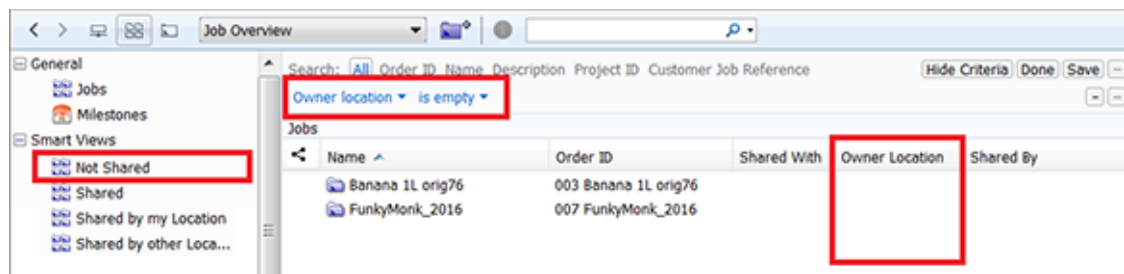 Job Overview
General
Jobs
Milestones
Smart Views
Not Shared
Shared
Shared by my Location
Shared by other Loca...
Search: All Order ID Name Description Project ID Customer Job Reference Hide Criteria Done Save
Owner location is empty
Jobs
Name Order ID Shared With Owner Location Shared By
Banana 1L orig76 003 Banana 1L orig76
FunkyMonk_2016 007 FunkyMonk_2016